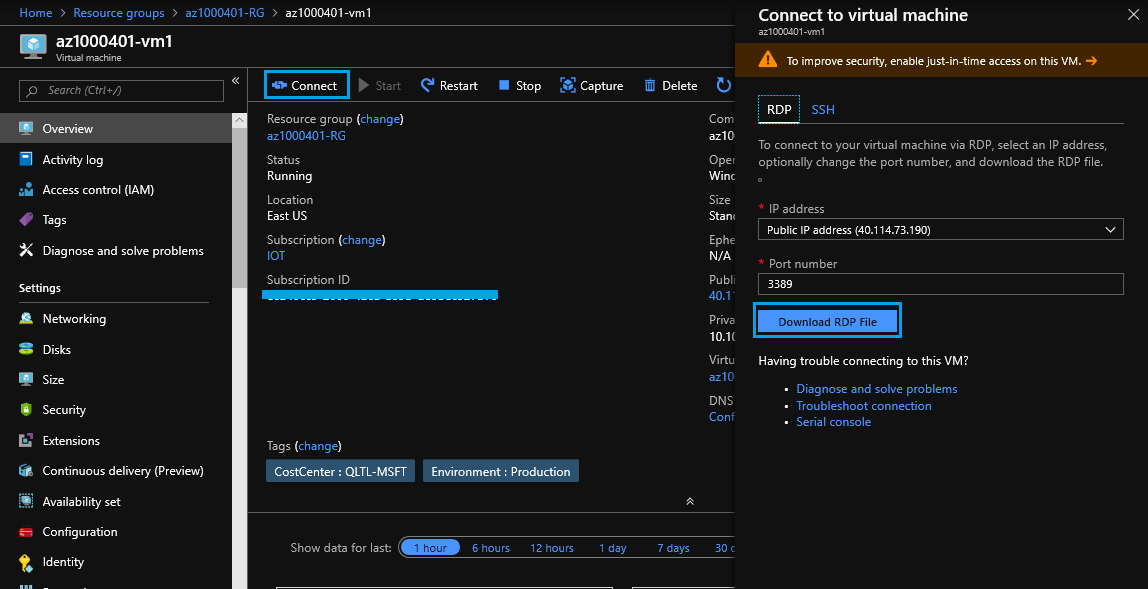 Home > Resource groups > az1000401-RG > az1000401-vm1
az1000401-vm1
Virtual machine
Search (Ctrl+/)
«
Overview
Activity log
Access control (IAM)
Tags
Diagnose and solve problems
Settings
Networking
Disks
Size
Security
Extensions
Continuous delivery (Preview)
Availability set
Configuration
Identity
Connect Start Restart Stop Capture Delete
Resource group (change)
az1000401-RG
Status
Running
Location
East US
Subscription (change)
IOT
Subscription ID
Com
az10
Oper
Wind
Size
Stan
Ephe
N/A
Publi
40.11
Priva
10.10
Virtu
az10
DNS
Conf
Tags (change)
CostCenter : QLTL-MSFT Environment : Production
Show data for last: 1 hour 6 hours 12 hours 1 day 7 days 30 d
Connect to virtual machine
az1000401-vm1
To improve security, enable just-in-time access on this VM. →
RDP SSH
To connect to your virtual machine via RDP, select an IP address,
optionally change the port number, and download the RDP file.
* IP address
Public IP address (40.114.73.190)
* Port number
3389
Download RDP File
Having trouble connecting to this VM?
• Diagnose and solve problems
• Troubleshoot connection
• Serial console